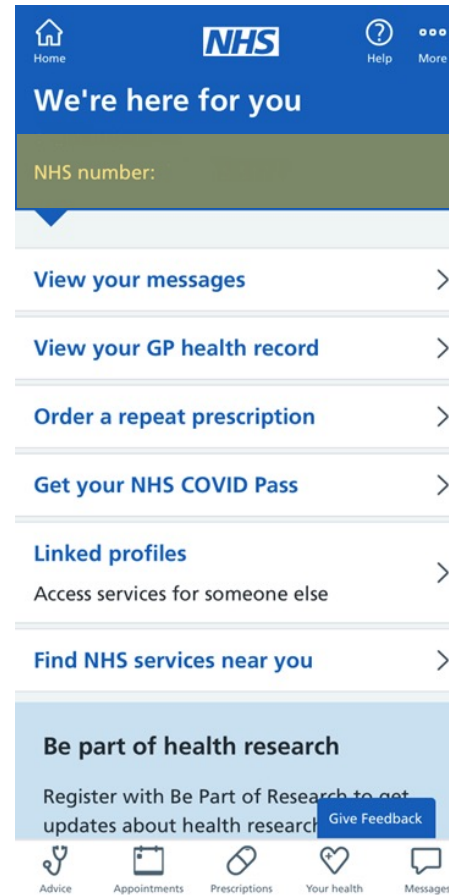 NHS
Home
Help
More
We're here for you
NHS number:
View your messages
View your GP health record
Order a repeat prescription
Get your NHS COVID Pass
Linked profiles
Access services for someone else
Find NHS services near you
Be part of health research
Register with Be Part of Research to get
updates about health research
Give Feedback
Advice
Appointments
Prescriptions
Your health
Messages